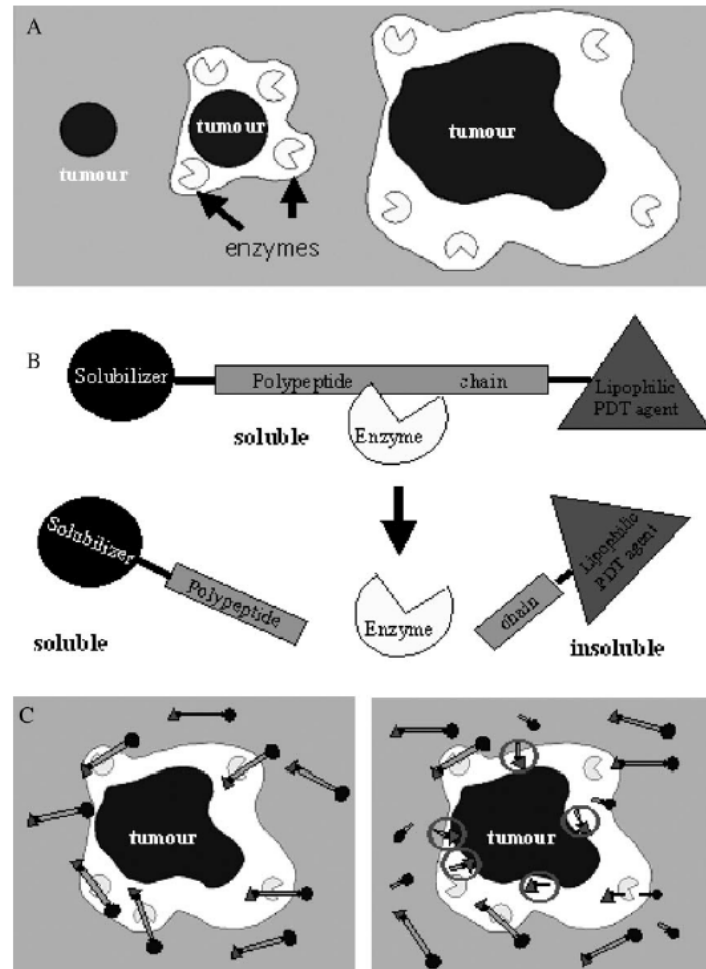 A
tumour
tumour
tumour
enzymes
B
Solubilizer
Polypeptide chain
Lipophilic
PDT agent
soluble
Enzyme
Solubilizer
Polypeptide
soluble
Enzyme
chain
Lipophilic
PDT agent
insoluble
C
tumour
tumour